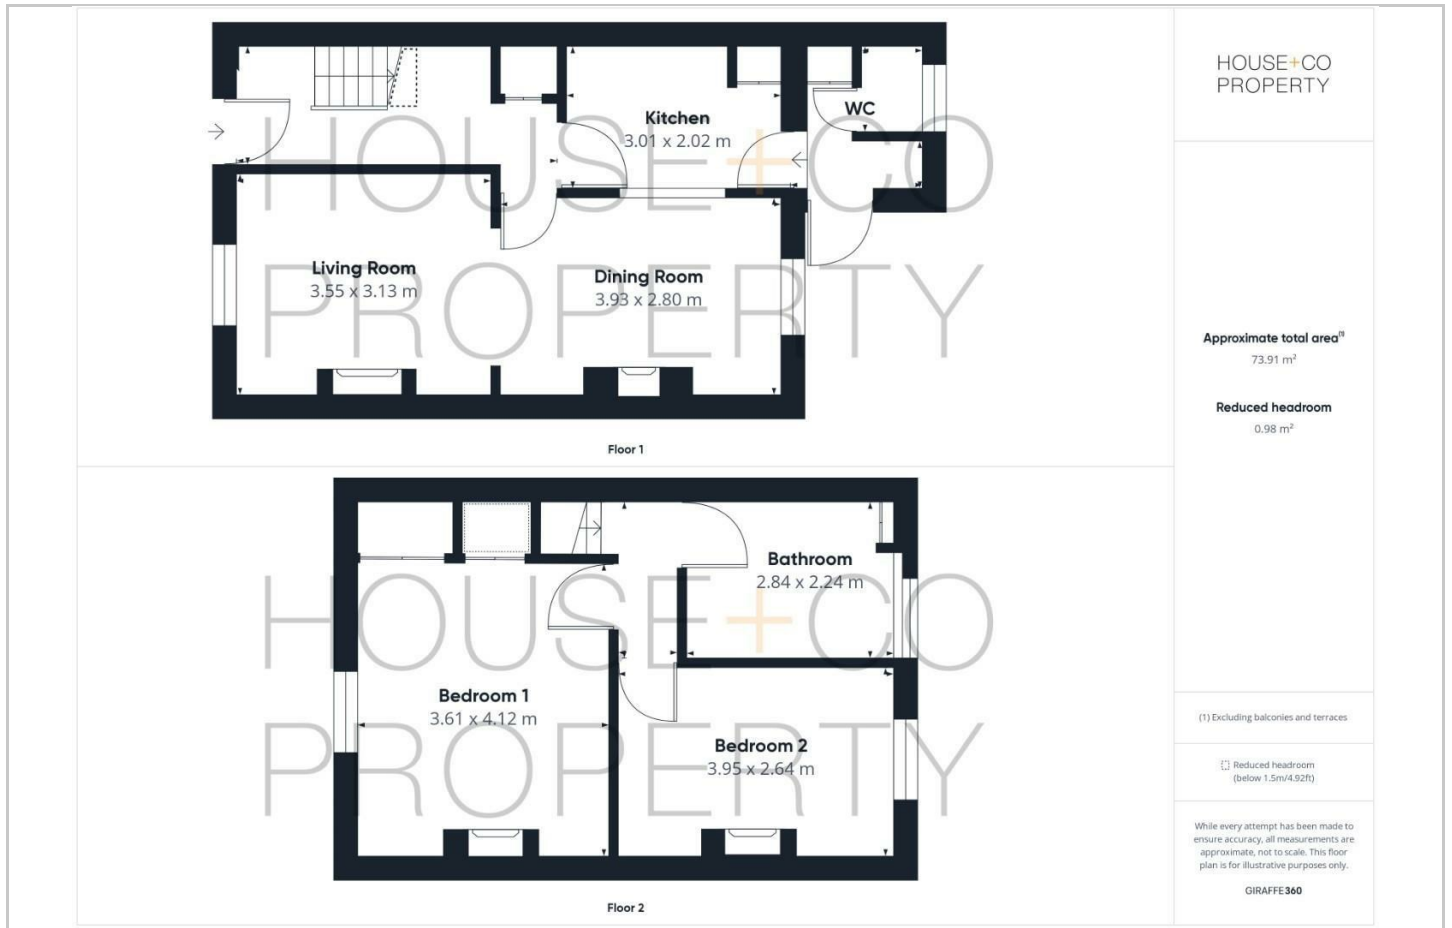 HOUSE+CO
PROPERTY
Kitchen
3.01 x 2.02 m
WC
Living Room
3.55 x 3.13 m
Dining Room
3.93 x 2.80 m
HOUSE+CO
PROPERTY
Floor 1
Bathroom
2.84 x 2.24 m
Bedroom 1
3.61 x 4.12 m
Bedroom 2
3.95 x 2.64 m
HOUSE+CO
PROPERTY
Floor 2
Approximate total area(1)
73.91 m²
Reduced headroom
0.98 m²
(1) Excluding balconies and terraces
Reduced headroom
(below 1.5m/4.92ft)
While every attempt has been made to
ensure accuracy, all measurements are
approximate, not to scale. This floor
plan is for illustrative purposes only.
GIRAFFE360